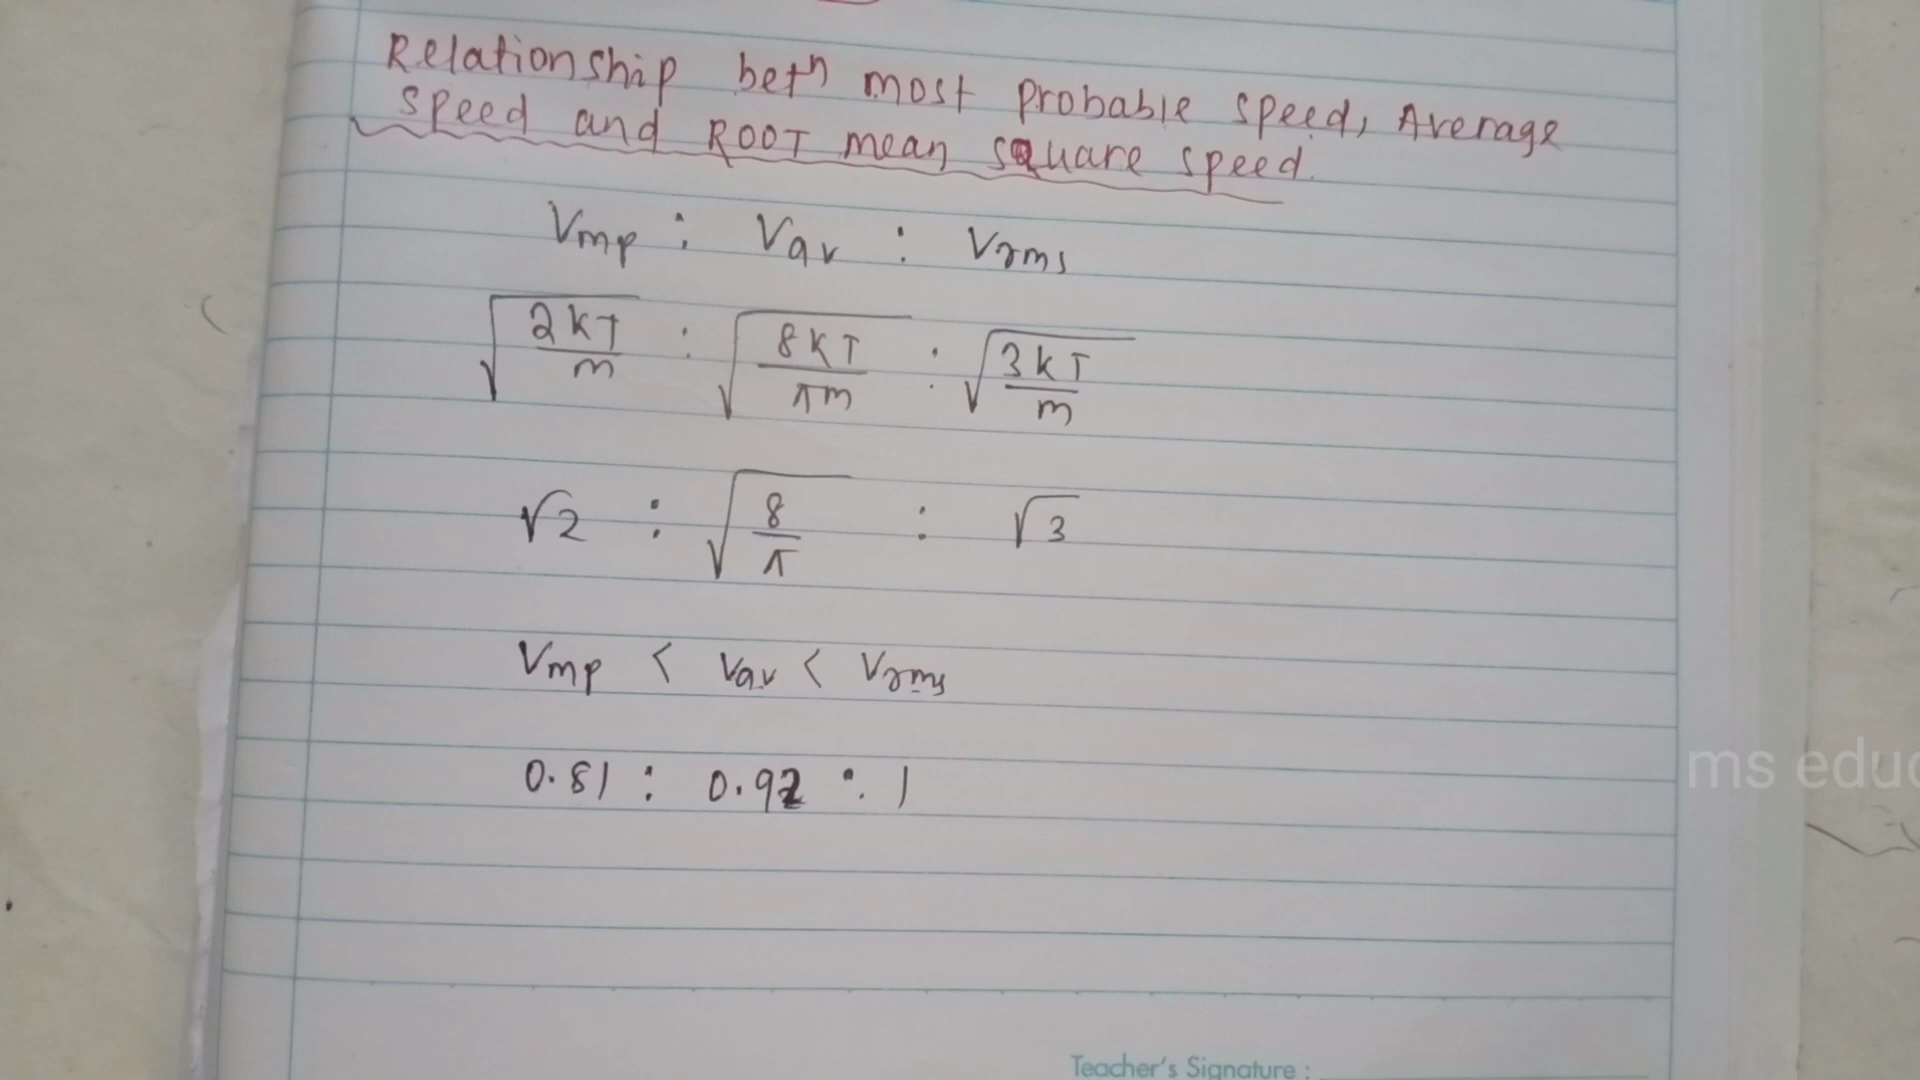 Relationship betn most probable speed, Average
speed and ROOT mean square speed.
Vmp : Vav : Vrms
√(2kT/m) : √(8kT/πm) : √(3kT/m)
√2 : √(8/π) : √3
Vmp < Vav < Vrms
0.81 : 0.92 : 1
ms educ
Teacher's Signature :